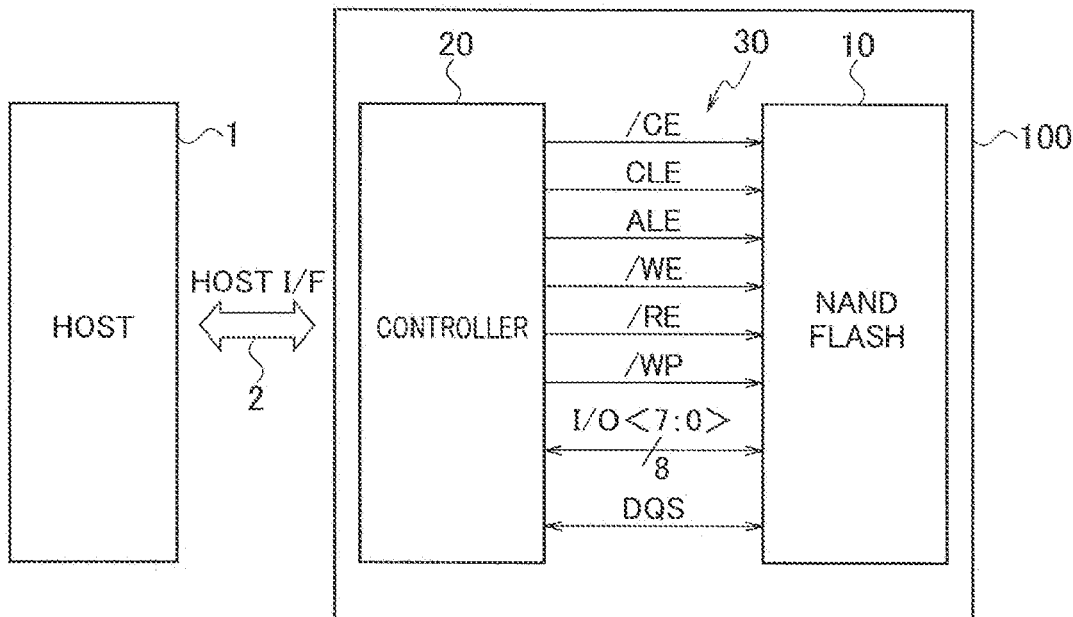 20
30
10
1
100
/CE
CLE
ALE
/WE
HOST I/F
HOST
CONTROLLER
/RE
NAND
FLASH
/WP
2
I/O<7:0>
8
DQS